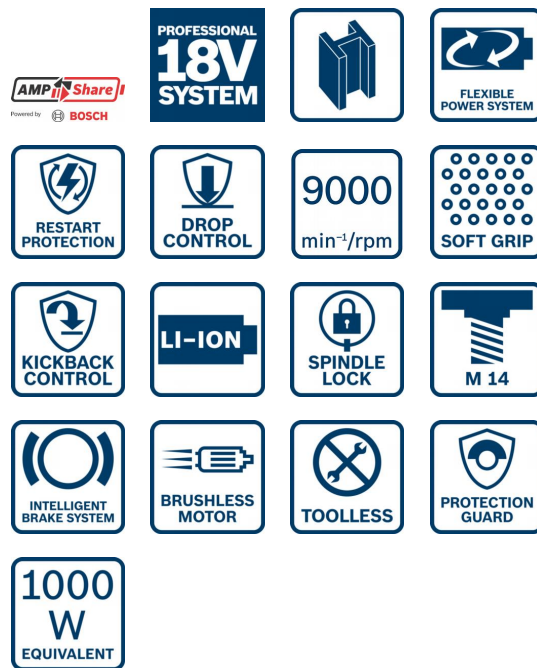 AMP Share
Powered by BOSCH
PROFESSIONAL
18V
SYSTEM
FLEXIBLE
POWER SYSTEM
RESTART
PROTECTION
DROP
CONTROL
9000
min⁻¹/rpm
SOFT GRIP
KICKBACK
CONTROL
LI-ION
SPINDLE
LOCK
M 14
INTELLIGENT
BRAKE SYSTEM
BRUSHLESS
MOTOR
TOOLLESS
PROTECTION
GUARD
1000
W
EQUIVALENT